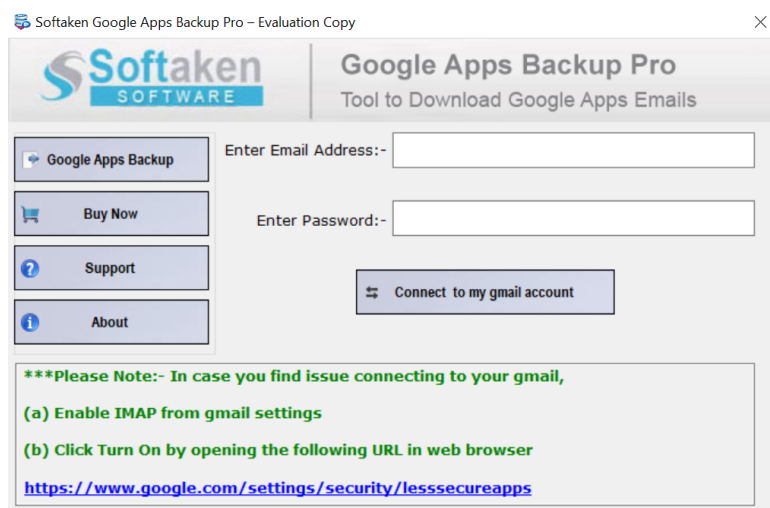 Softaken Google Apps Backup Pro – Evaluation Copy
Softaken
SOFTWARE
Google Apps Backup Pro
Tool to Download Google Apps Emails
Google Apps Backup
Buy Now
Support
About
Enter Email Address:-
Enter Password:-
Connect to my gmail account
***Please Note:- In case you find issue connecting to your gmail,
(a) Enable IMAP from gmail settings
(b) Click Turn On by opening the following URL in web browser
https://www.google.com/settings/security/lesssecureapps